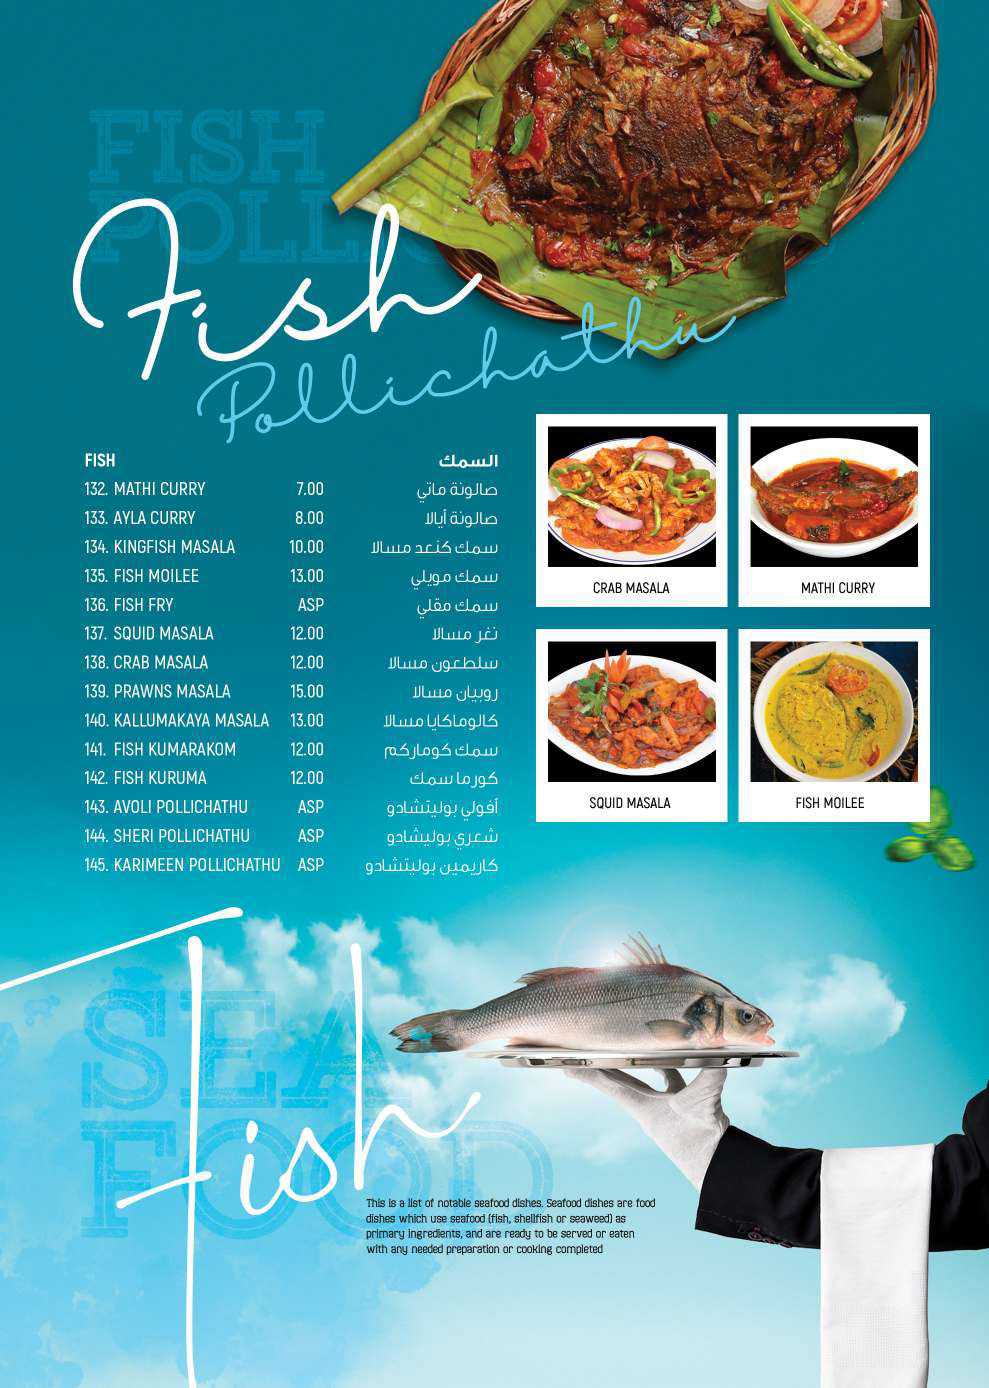 FISH
POLLI
Fish
Pollichathu
FISH السمك
132. MATHI CURRY 7.00 صالونة ماتي
133. AYLA CURRY 8.00 صالونة أيالا
134. KINGFISH MASALA 10.00 سمك كنعد مسالا
135. FISH MOILEE 13.00 سمك مويلي
136. FISH FRY ASP سمك مقلي
137. SQUID MASALA 12.00 نغر مسالا
138. CRAB MASALA 12.00 سلطعون مسالا
139. PRAWNS MASALA 15.00 روبيان مسالا
140. KALLUMAKAYA MASALA 13.00 كالوماكايا مسالا
141. FISH KUMARAKOM 12.00 سمك كوماركم
142. FISH KURUMA 12.00 كورما سمك
143. AVOLI POLLICHATHU ASP أفولي بوليتشادو
144. SHERI POLLICHATHU ASP شعري بوليشادو
145. KARIMEEN POLLICHATHU ASP كاريمين بوليتشادو
CRAB MASALA
MATHI CURRY
SQUID MASALA
FISH MOILEE
SEA
FOOD
Fish
This is a list of notable seafood dishes. Seafood dishes are food
dishes which use seafood (fish, shellfish or seaweed) as
primary ingredients, and are ready to be served or eaten
with any needed preparation or cooking completed